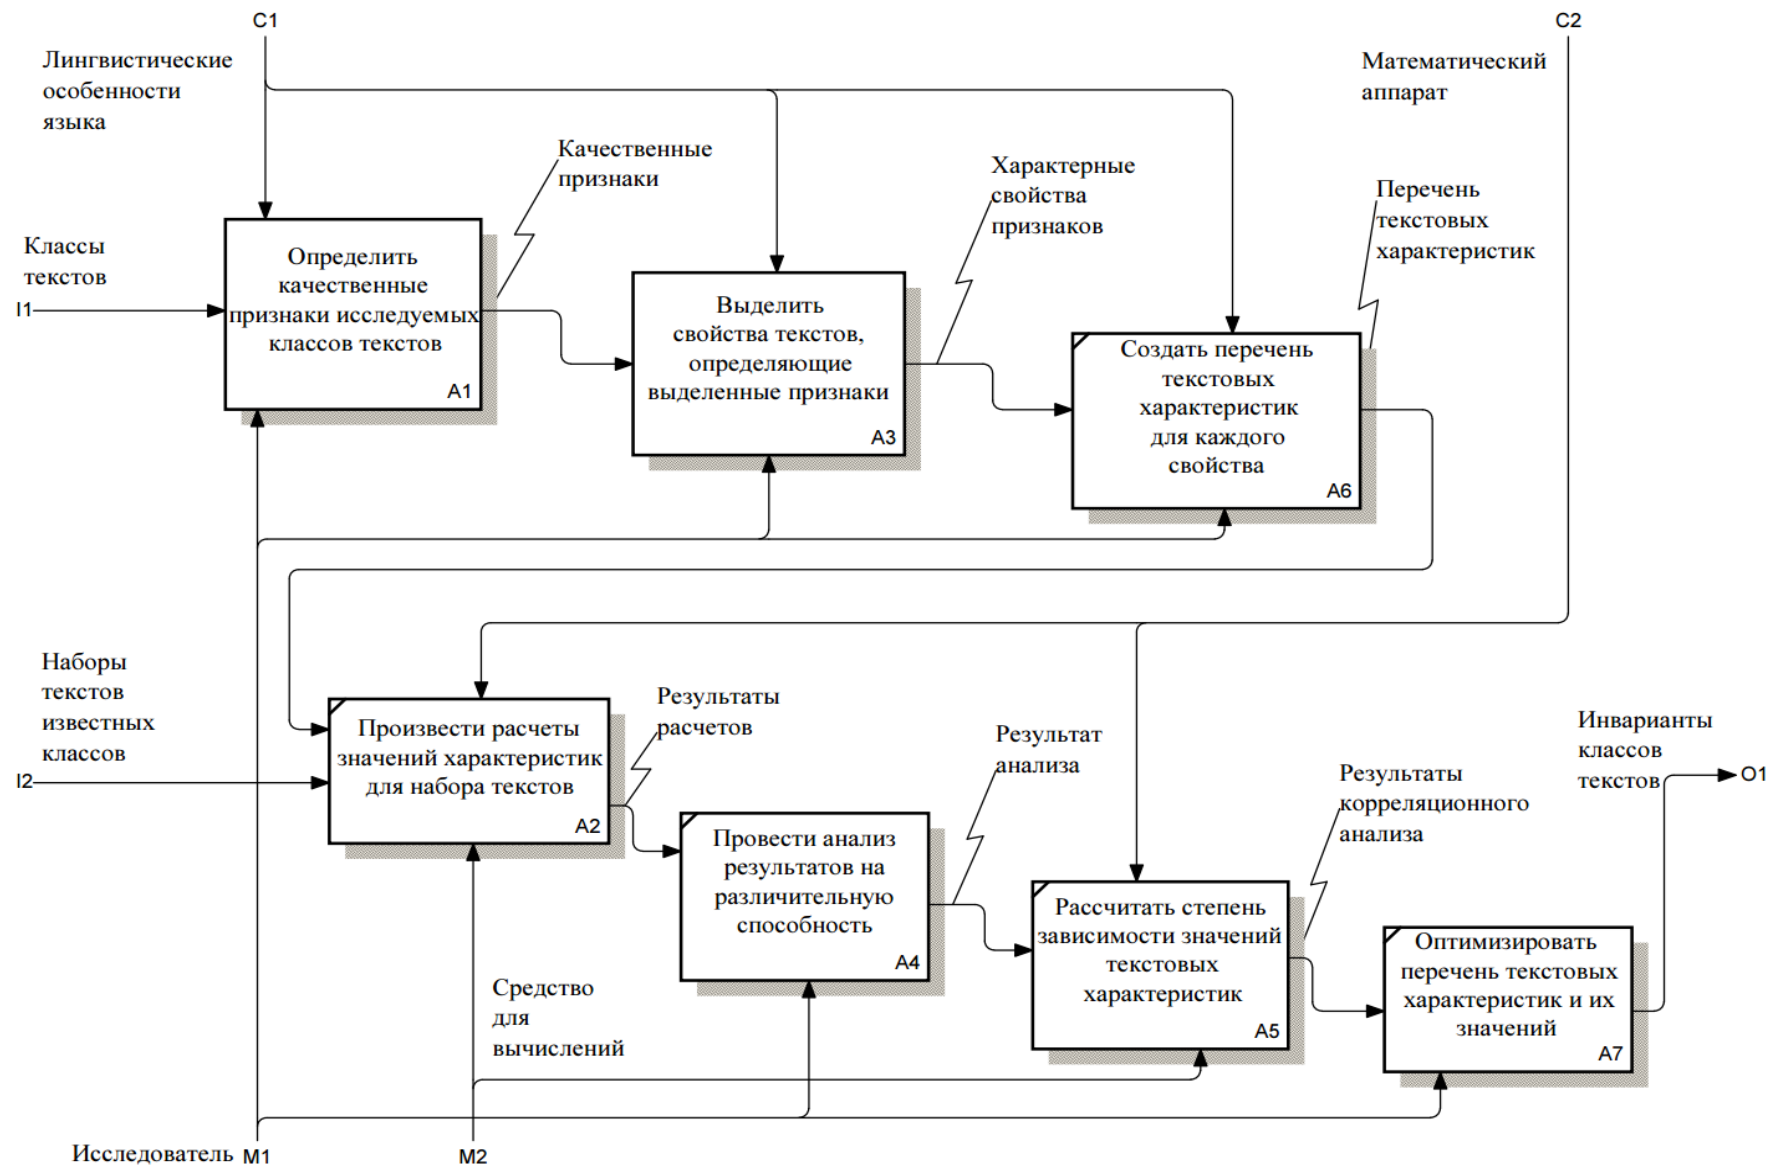 C1
C2
Лингвистические
особенности
языка
Математический
аппарат
Качественные
признаки
Характерные
свойства
признаков
Перечень
текстовых
характеристик
Классы
текстов
I1
Определить
качественные
признаки исследуемых
классов текстов
A1
Выделить
свойства текстов,
определяющие
выделенные признаки
A3
Создать перечень
текстовых
характеристик
для каждого
свойства
A6
Наборы
текстов
известных
классов
I2
Произвести расчеты
значений характеристик
для набора текстов
A2
Результаты
расчетов
Провести анализ
результатов на
различительную
способность
A4
Результат
анализа
Рассчитать степень
зависимости значений
текстовых
характеристик
A5
Результаты
корреляционного
анализа
Оптимизировать
перечень текстовых
характеристик и их
значений
A7
Инварианты
классов
текстов
O1
Средство
для
вычислений
Исследователь M1
M2